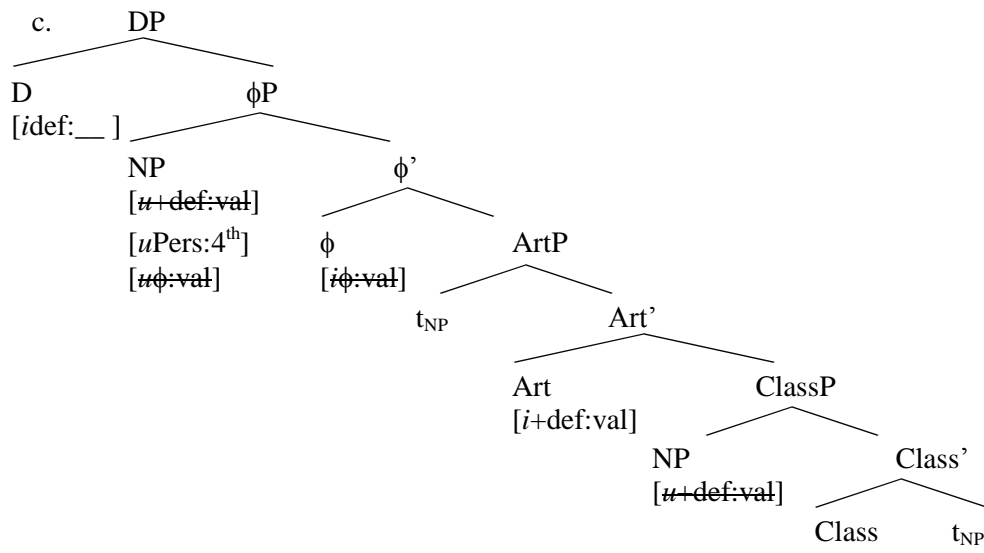 c. DP
D ϕP
[idef:__ ]
NP ϕ’
[u+def:val]
[uPers:4th] ϕ ArtP
[uϕ:val] [iϕ:val]
tNP Art’
Art ClassP
[i+def:val]
NP Class’
[u+def:val]
Class tNP